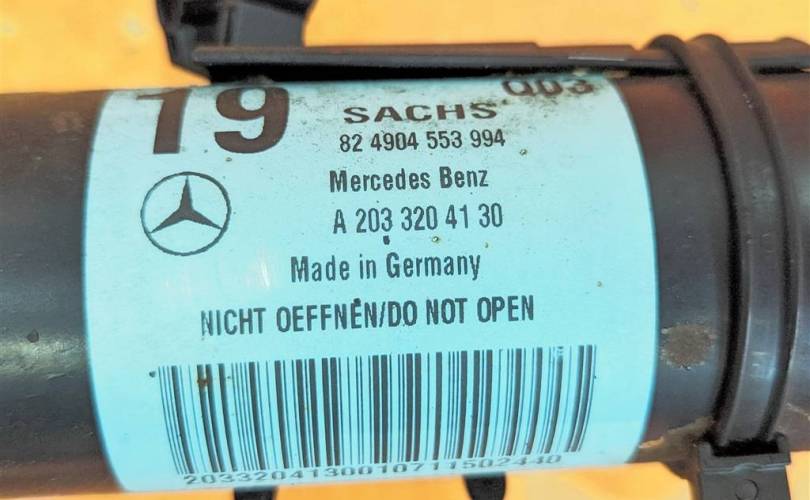 19
SACHS Q03
82 4904 553 994
Mercedes Benz
A 203 320 41 30
Made in Germany
NICHT OEFFNEN/DO NOT OPEN
2033204130010711502440